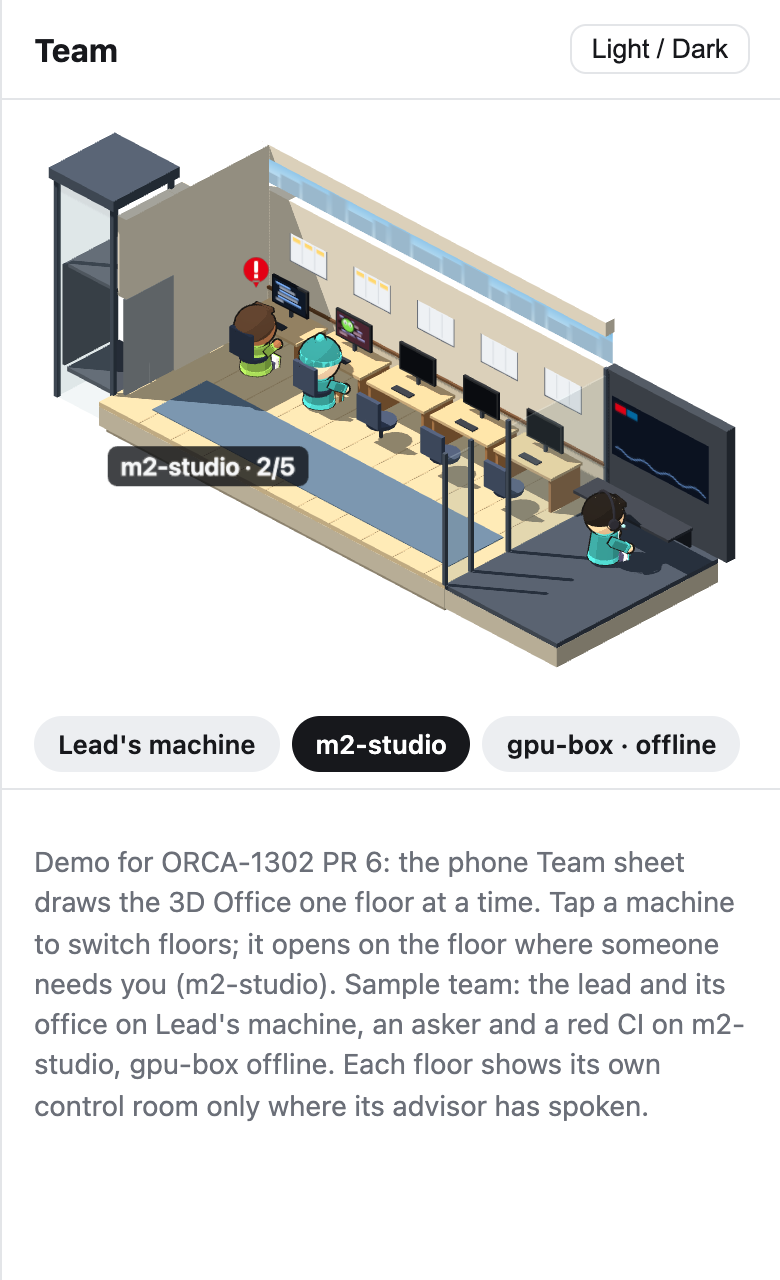 Team
Light / Dark
!
m2-studio · 2/5
Lead's machine
m2-studio
gpu-box · offline
Demo for ORCA-1302 PR 6: the phone Team sheet
draws the 3D Office one floor at a time. Tap a machine
to switch floors; it opens on the floor where someone
needs you (m2-studio). Sample team: the lead and its
office on Lead's machine, an asker and a red CI on m2-
studio, gpu-box offline. Each floor shows its own
control room only where its advisor has spoken.